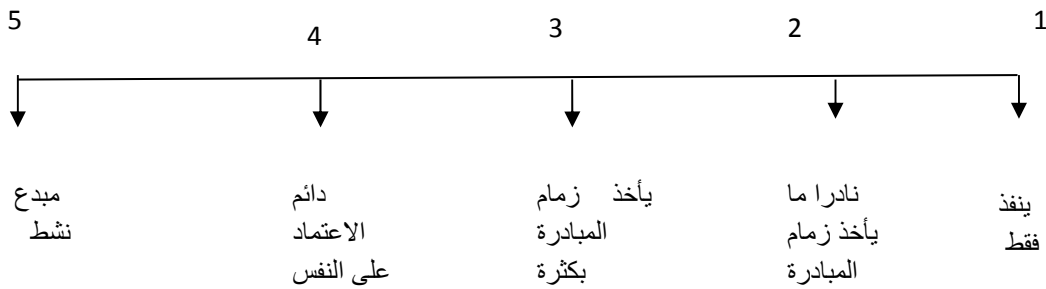 1
2
3
4
5
ينفذ
فقط
نادرا ما
يأخذ زمام
المبادرة
يأخذ زمام
المبادرة
بكثرة
دائم
الاعتماد
على النفس
مبدع
نشط